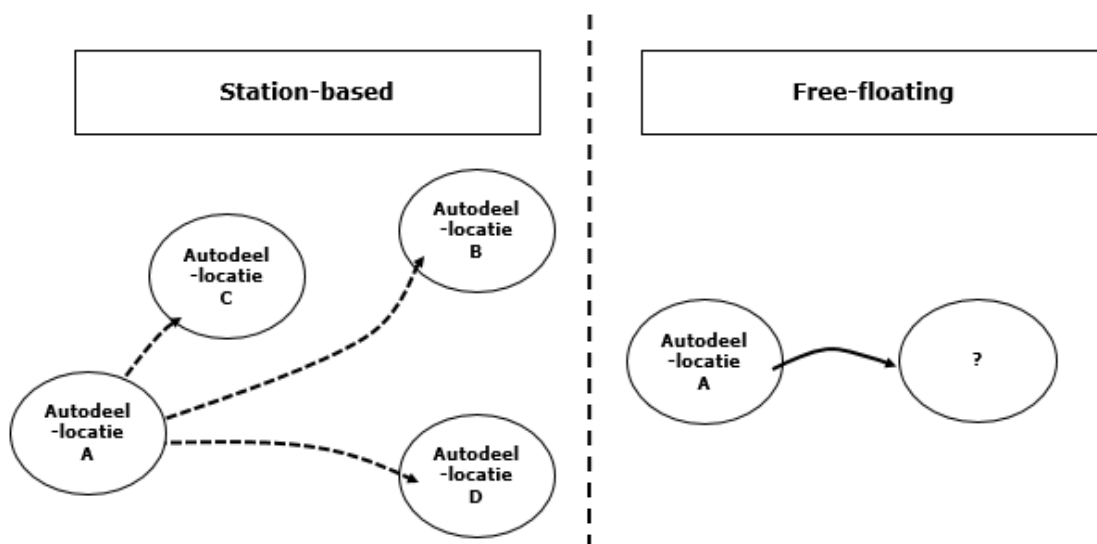 Station-based
Free-floating
Autodeel
-locatie
B
Autodeel
-locatie
C
Autodeel
-locatie
A
Autodeel
-locatie
D
Autodeel
-locatie
A
?